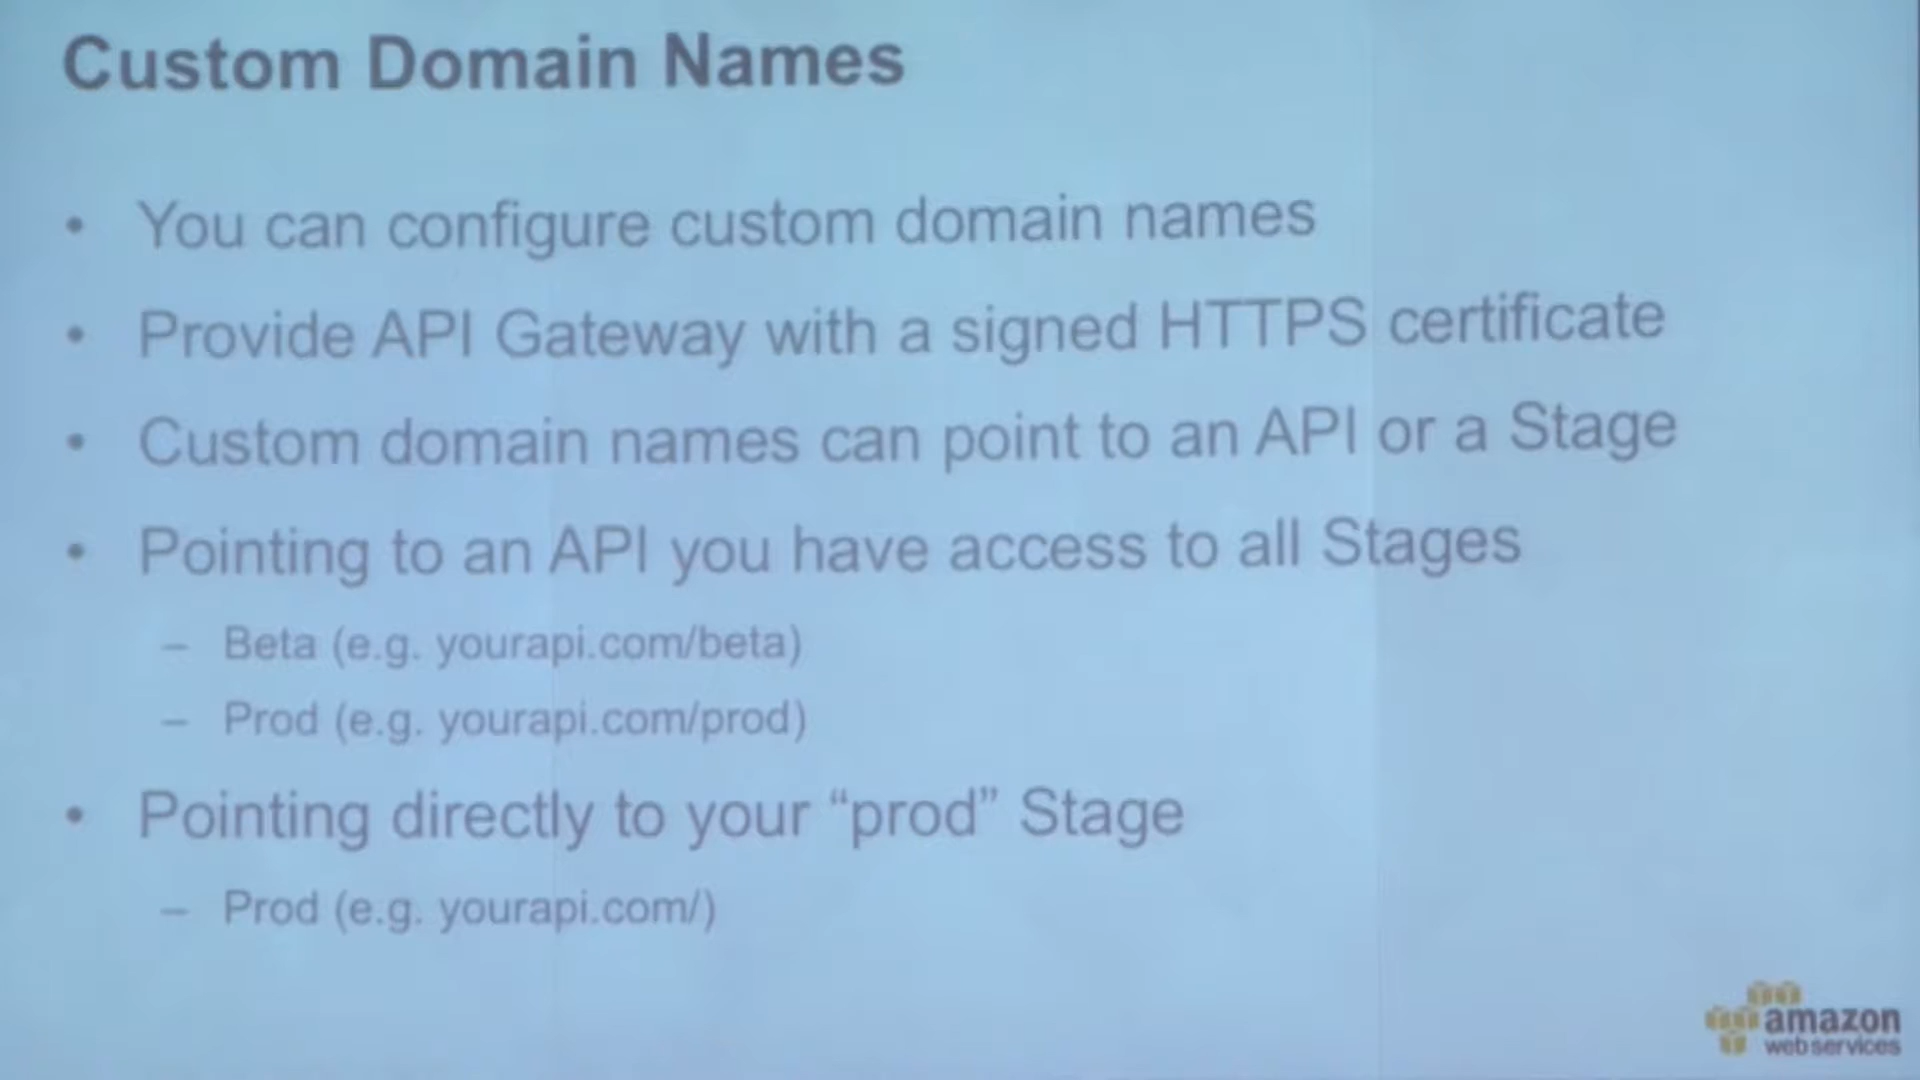 Custom Domain Names
• You can configure custom domain names
• Provide API Gateway with a signed HTTPS certificate
• Custom domain names can point to an API or a Stage
• Pointing to an API you have access to all Stages
– Beta (e.g. yourapi.com/beta)
– Prod (e.g. yourapi.com/prod)
• Pointing directly to your “prod” Stage
– Prod (e.g. yourapi.com/)
amazon
webservices